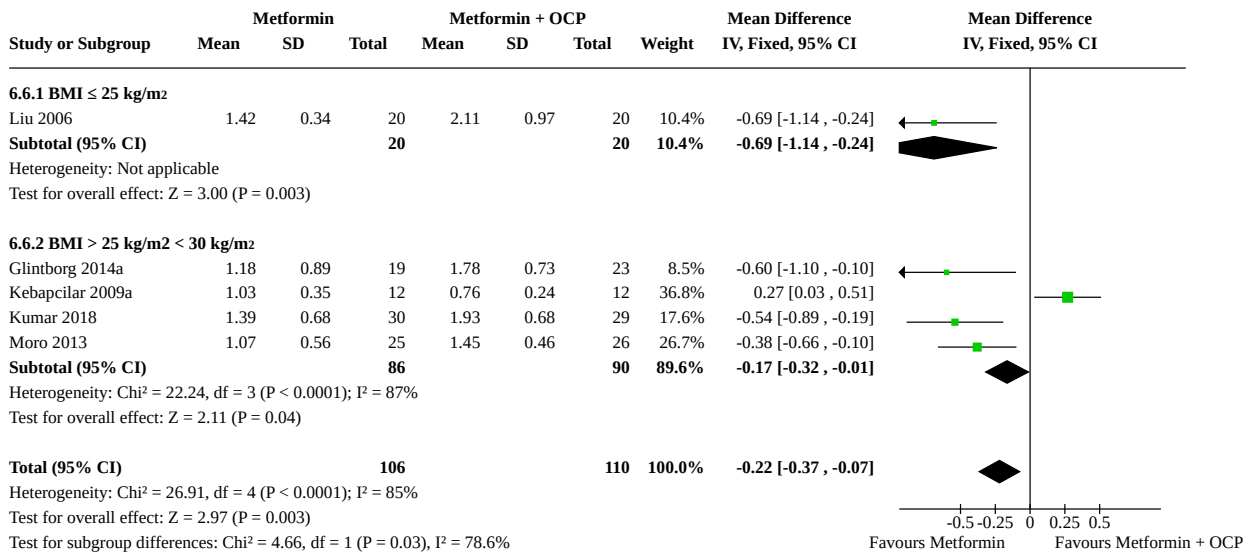 Metformin Metformin + OCP Mean Difference Mean Difference
Study or Subgroup Mean SD Total Mean SD Total Weight IV, Fixed, 95% CI IV, Fixed, 95% CI
6.6.1 BMI ≤ 25 kg/m2
Liu 2006 1.42 0.34 20 2.11 0.97 20 10.4% -0.69 [-1.14 , -0.24]
Subtotal (95% CI) 20 20 10.4% -0.69 [-1.14 , -0.24]
Heterogeneity: Not applicable
Test for overall effect: Z = 3.00 (P = 0.003)
6.6.2 BMI > 25 kg/m2 < 30 kg/m2
Glintborg 2014a 1.18 0.89 19 1.78 0.73 23 8.5% -0.60 [-1.10 , -0.10]
Kebapcilar 2009a 1.03 0.35 12 0.76 0.24 12 36.8% 0.27 [0.03 , 0.51]
Kumar 2018 1.39 0.68 30 1.93 0.68 29 17.6% -0.54 [-0.89 , -0.19]
Moro 2013 1.07 0.56 25 1.45 0.46 26 26.7% -0.38 [-0.66 , -0.10]
Subtotal (95% CI) 86 90 89.6% -0.17 [-0.32 , -0.01]
Heterogeneity: Chi² = 22.24, df = 3 (P < 0.0001); I² = 87%
Test for overall effect: Z = 2.11 (P = 0.04)
Total (95% CI) 106 110 100.0% -0.22 [-0.37 , -0.07]
Heterogeneity: Chi² = 26.91, df = 4 (P < 0.0001); I² = 85%
Test for overall effect: Z = 2.97 (P = 0.003) -0.5 -0.25 0 0.25 0.5
Test for subgroup differences: Chi² = 4.66, df = 1 (P = 0.03), I² = 78.6% Favours Metformin Favours Metformin + OCP